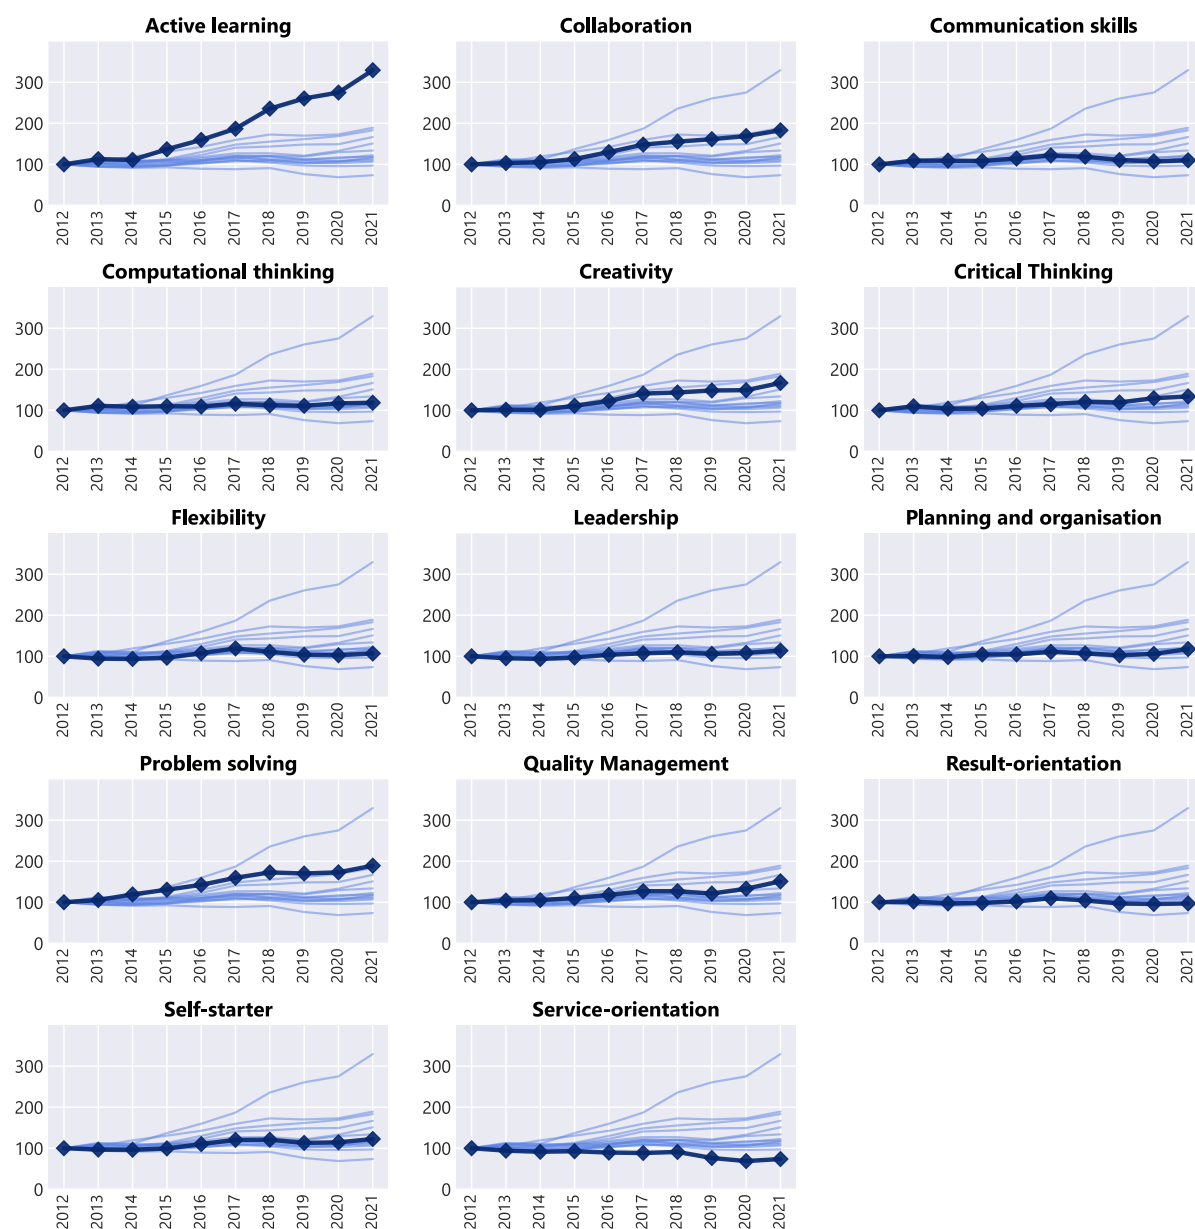 Active learning
Collaboration
Communication skills
300
200
100
0
2012 2013 2014 2015 2016 2017 2018 2019 2020 2021
300
200
100
0
2012 2013 2014 2015 2016 2017 2018 2019 2020 2021
300
200
100
0
2012 2013 2014 2015 2016 2017 2018 2019 2020 2021
Computational thinking
Creativity
Critical Thinking
300
200
100
0
2012 2013 2014 2015 2016 2017 2018 2019 2020 2021
300
200
100
0
2012 2013 2014 2015 2016 2017 2018 2019 2020 2021
300
200
100
0
2012 2013 2014 2015 2016 2017 2018 2019 2020 2021
Flexibility
Leadership
Planning and organisation
300
200
100
0
2012 2013 2014 2015 2016 2017 2018 2019 2020 2021
300
200
100
0
2012 2013 2014 2015 2016 2017 2018 2019 2020 2021
300
200
100
0
2012 2013 2014 2015 2016 2017 2018 2019 2020 2021
Problem solving
Quality Management
Result-orientation
300
200
100
0
2012 2013 2014 2015 2016 2017 2018 2019 2020 2021
300
200
100
0
2012 2013 2014 2015 2016 2017 2018 2019 2020 2021
300
200
100
0
2012 2013 2014 2015 2016 2017 2018 2019 2020 2021
Self-starter
Service-orientation
300
200
100
0
2012 2013 2014 2015 2016 2017 2018 2019 2020 2021
300
200
100
0
2012 2013 2014 2015 2016 2017 2018 2019 2020 2021